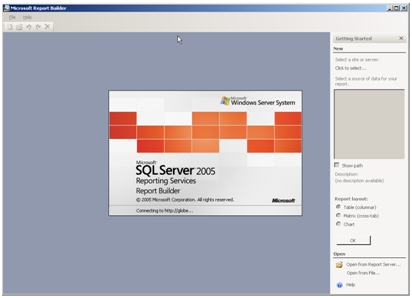 Microsoft Report Builder
File Help
Getting Started
New
Select a site or server:
Click to select...
Select a source of data for your
report.
Show path
Description:
(no description available)
Report layout:
Table (columnar)
Matrix (cross-tab)
Chart
OK
Open
Open from Report Server...
Open from File...
Help
Microsoft
Windows Server System
Microsoft
SQL Server 2005
Reporting Services
Report Builder
© 2005 Microsoft Corporation. All rights reserved.
Microsoft
Connecting to http://globe...